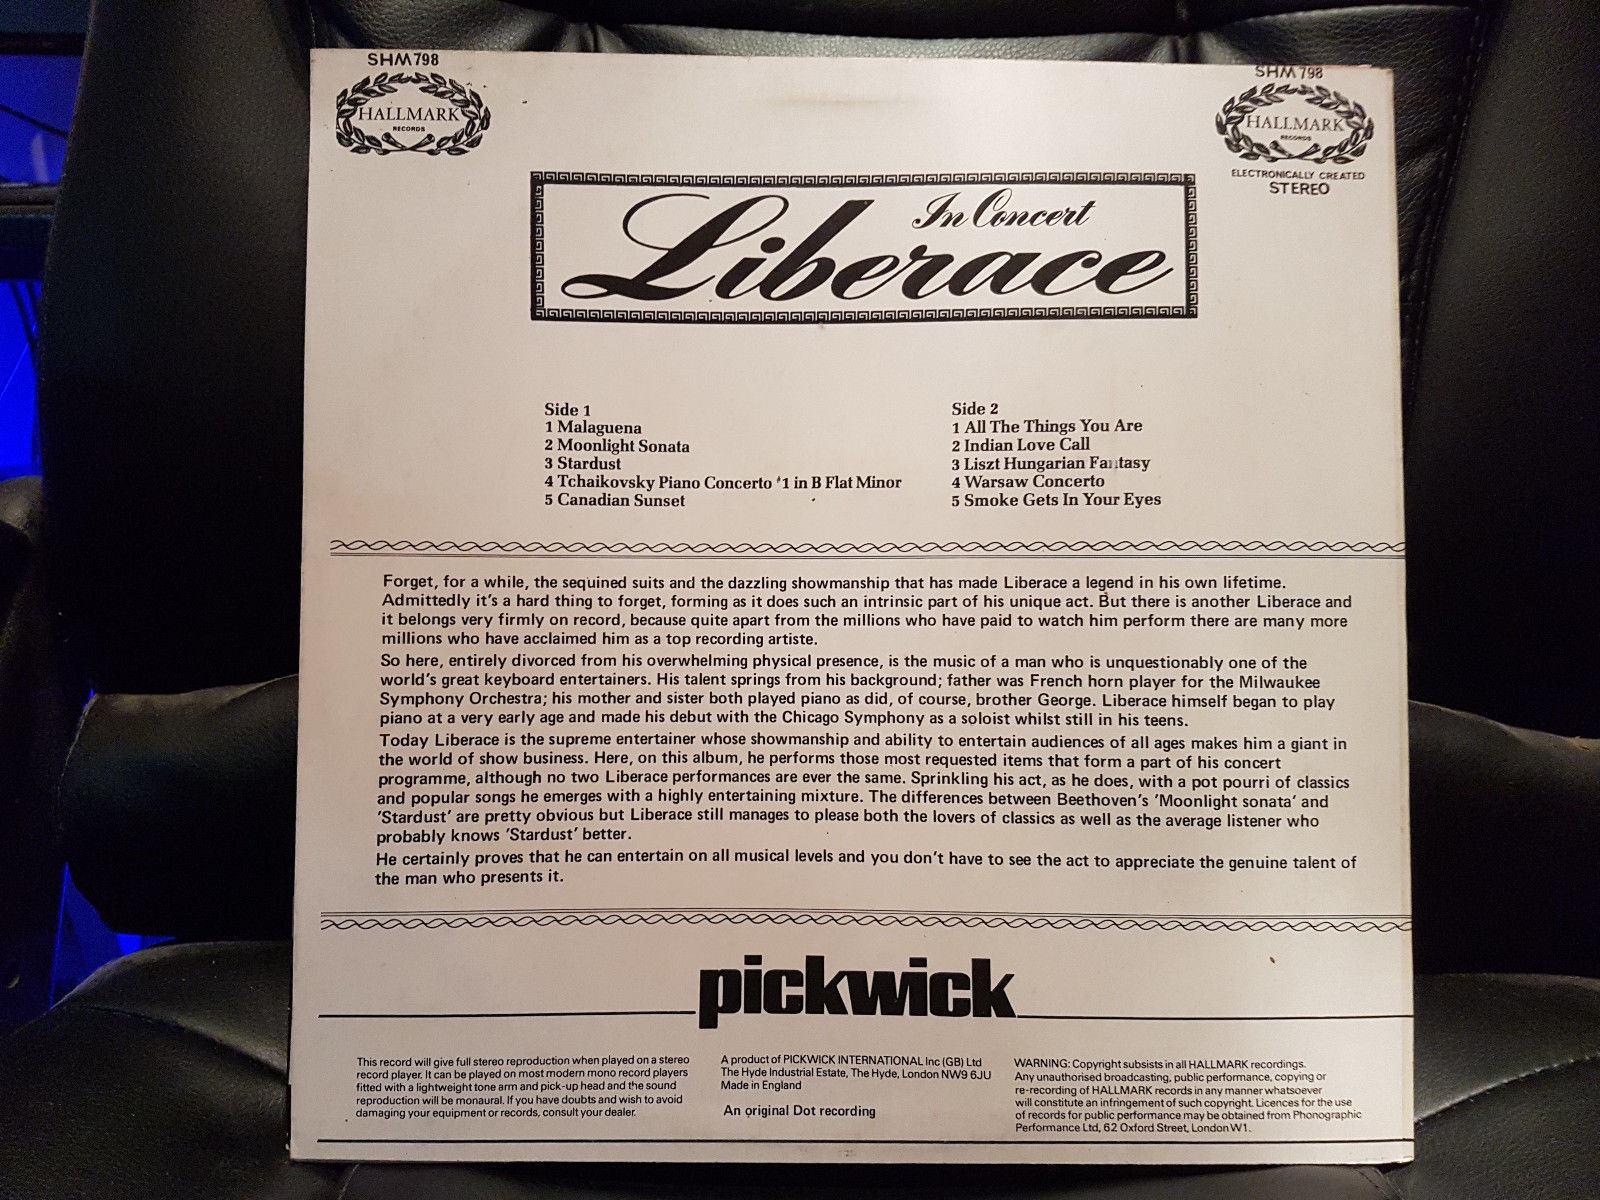 SHM 798
HALLMARK
RECORDS
SHM 798
HALLMARK
RECORDS
ELECTRONICALLY CREATED
STEREO
In Concert
Liberace
Side 1
1 Malaguena
2 Moonlight Sonata
3 Stardust
4 Tchaikovsky Piano Concerto #1 in B Flat Minor
5 Canadian Sunset
Side 2
1 All The Things You Are
2 Indian Love Call
3 Liszt Hungarian Fantasy
4 Warsaw Concerto
5 Smoke Gets In Your Eyes
Forget, for a while, the sequined suits and the dazzling showmanship that has made Liberace a legend in his own lifetime.
Admittedly it's a hard thing to forget, forming as it does such an intrinsic part of his unique act. But there is another Liberace and
it belongs very firmly on record, because quite apart from the millions who have paid to watch him perform there are many more
millions who have acclaimed him as a top recording artiste.
So here, entirely divorced from his overwhelming physical presence, is the music of a man who is unquestionably one of the
world's great keyboard entertainers. His talent springs from his background; father was French horn player for the Milwaukee
Symphony Orchestra; his mother and sister both played piano as did, of course, brother George. Liberace himself began to play
piano at a very early age and made his debut with the Chicago Symphony as a soloist whilst still in his teens.
Today Liberace is the supreme entertainer whose showmanship and ability to entertain audiences of all ages makes him a giant in
the world of show business. Here, on this album, he performs those most requested items that form a part of his concert
programme, although no two Liberace performances are ever the same. Sprinkling his act, as he does, with a pot pourri of classics
and popular songs he emerges with a highly entertaining mixture. The differences between Beethoven's 'Moonlight sonata' and
'Stardust' are pretty obvious but Liberace still manages to please both the lovers of classics as well as the average listener who
probably knows 'Stardust' better.
He certainly proves that he can entertain on all musical levels and you don't have to see the act to appreciate the genuine talent of
the man who presents it.
pickwick
This record will give full stereo reproduction when played on a stereo
record player. It can be played on most modern mono record players
fitted with a lightweight tone arm and pick-up head and the sound
reproduction will be monaural. If you have doubts and wish to avoid
damaging your equipment or records, consult your dealer.
A product of PICKWICK INTERNATIONAL Inc (GB) Ltd
The Hyde Industrial Estate, The Hyde, London NW9 6JU
Made in England
An original Dot recording
WARNING: Copyright subsists in all HALLMARK recordings.
Any unauthorised broadcasting, public performance, copying or
re-recording of HALLMARK records in any manner whatsoever
will constitute an infringement of such copyright. Licences for the use
of records for public performance may be obtained from Phonographic
Performance Ltd, 62 Oxford Street, London W1.